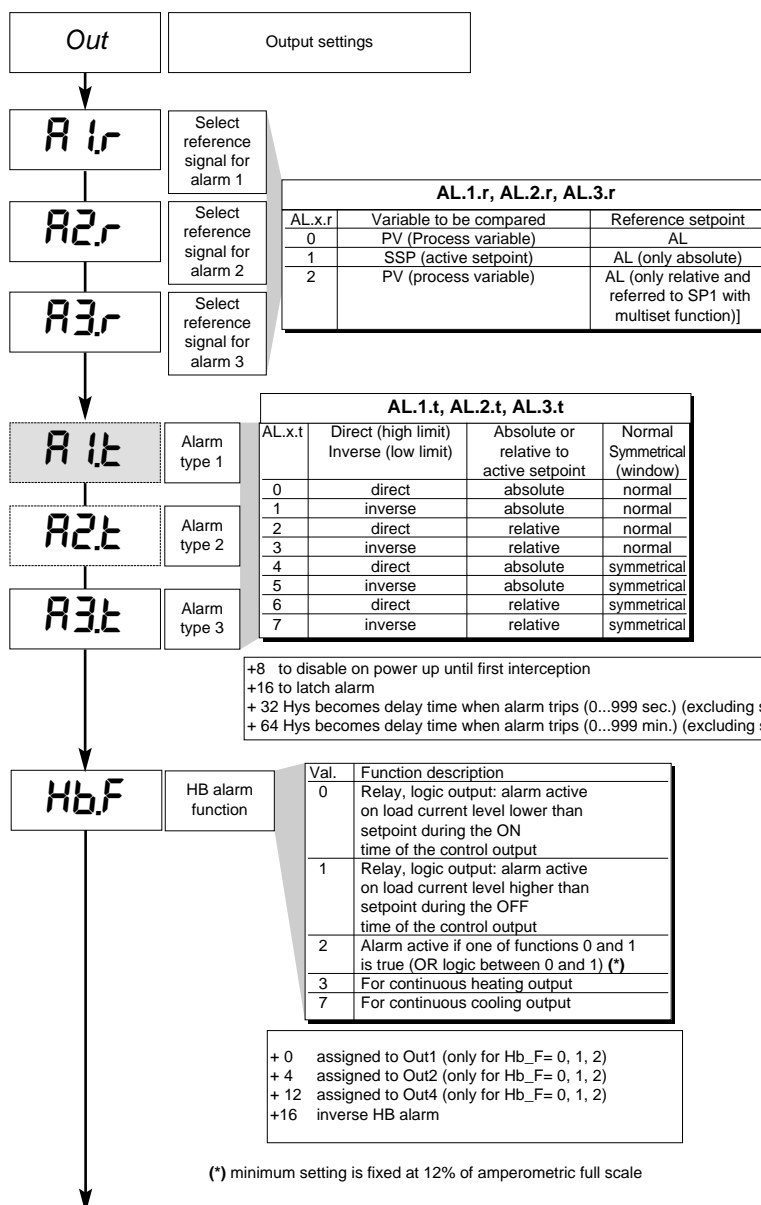 Out
Output settings
A1.r
Select
reference
signal for
alarm 1
A2.r
Select
reference
signal for
alarm 2
A3.r
Select
reference
signal for
alarm 3
AL.1.r, AL.2.r, AL.3.r
AL.x.r Variable to be compared Reference setpoint
0 PV (Process variable) AL
1 SSP (active setpoint) AL (only absolute)
2 PV (process variable) AL (only relative and
referred to SP1 with
multiset function)]
A1.t
Alarm
type 1
A2.t
Alarm
type 2
A3.t
Alarm
type 3
AL.1.t, AL.2.t, AL.3.t
AL.x.t Direct (high limit) Absolute or Normal
Inverse (low limit) relative to Symmetrical
active setpoint (window)
0 direct absolute normal
1 inverse absolute normal
2 direct relative normal
3 inverse relative normal
4 direct absolute symmetrical
5 inverse absolute symmetrical
6 direct relative symmetrical
7 inverse relative symmetrical
+8 to disable on power up until first interception
+16 to latch alarm
+ 32 Hys becomes delay time when alarm trips (0...999 sec.) (excluding
+ 64 Hys becomes delay time when alarm trips (0...999 min.) (excluding
Hb.F
HB alarm
function
Val. Function description
0 Relay, logic output: alarm active
on load current level lower than
setpoint during the ON
time of the control output
1 Relay, logic output: alarm active
on load current level higher than
setpoint during the OFF
time of the control output
2 Alarm active if one of functions 0 and 1
is true (OR logic between 0 and 1) (*)
3 For continuous heating output
7 For continuous cooling output
+ 0 assigned to Out1 (only for Hb_F= 0, 1, 2)
+ 4 assigned to Out2 (only for Hb_F= 0, 1, 2)
+ 12 assigned to Out4 (only for Hb_F= 0, 1, 2)
+16 inverse HB alarm
(*) minimum setting is fixed at 12% of amperometric full scale